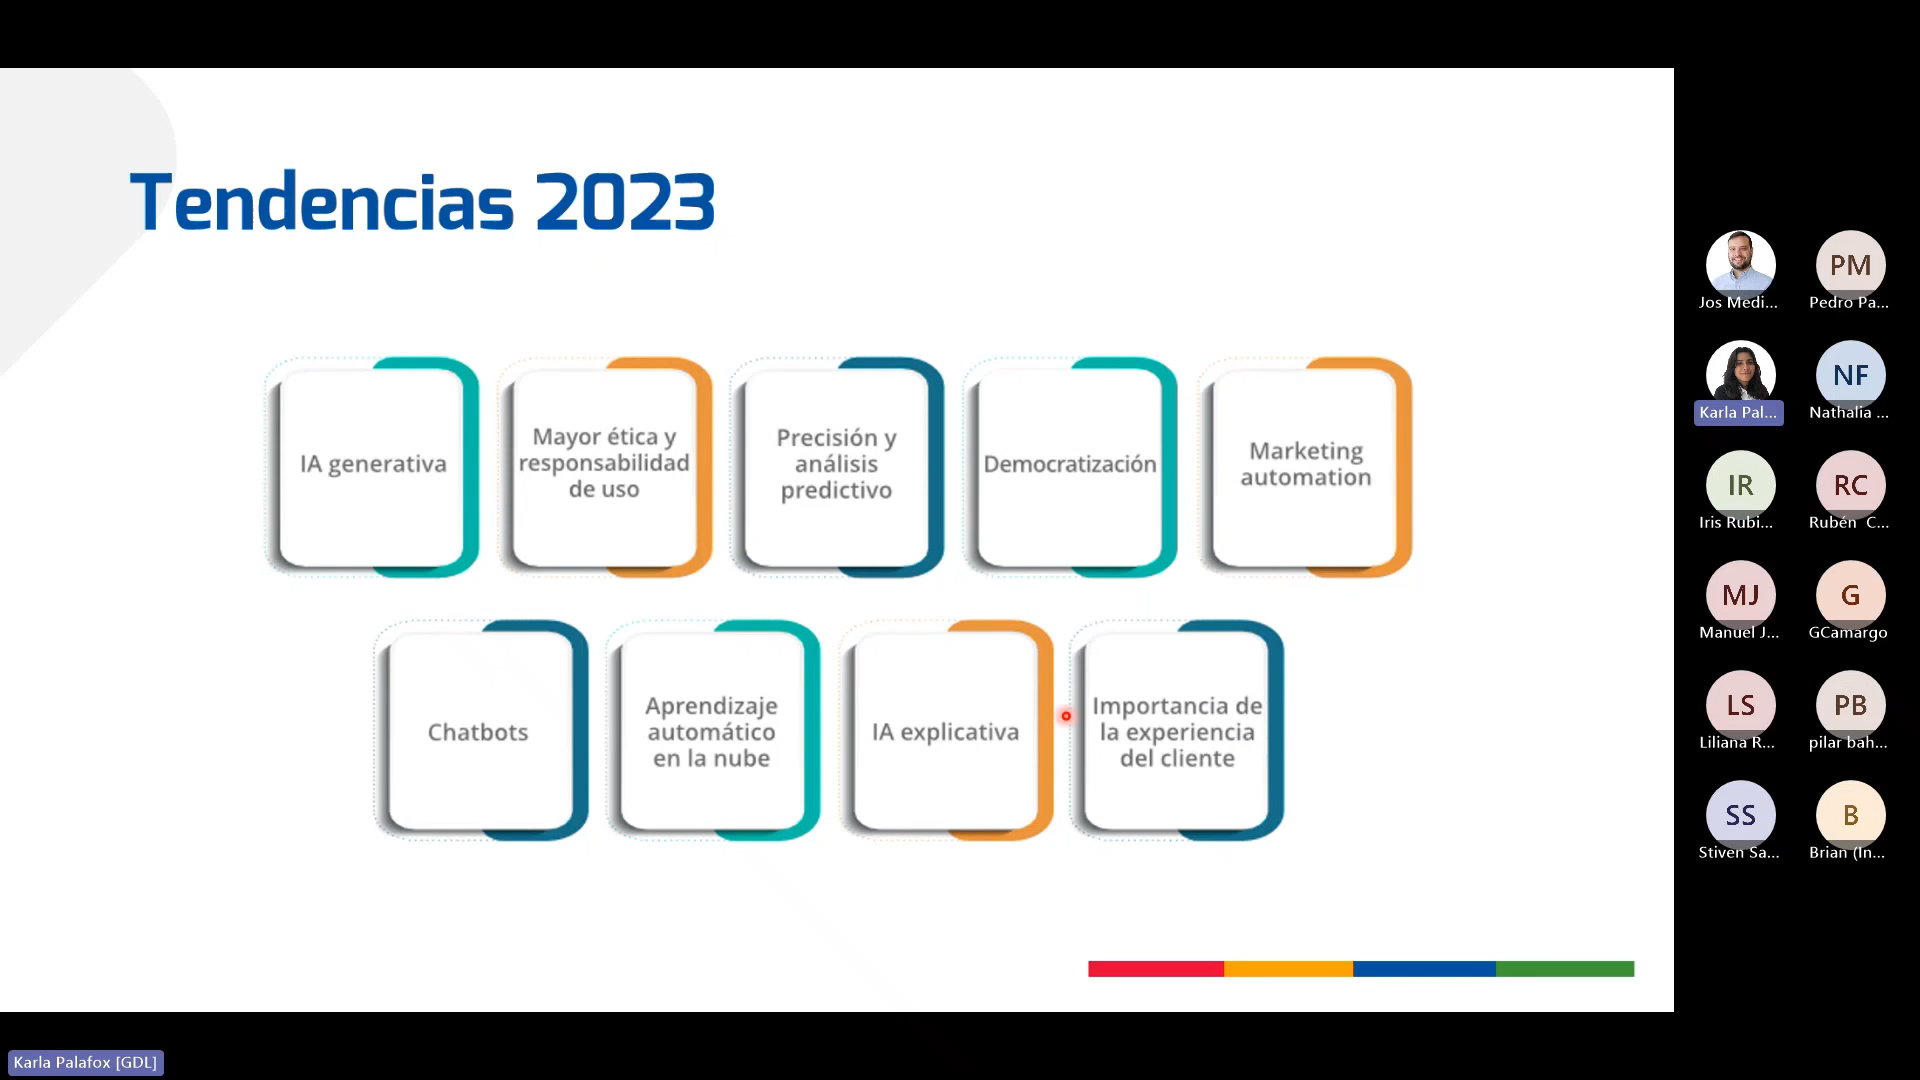 Tendencias 2023
IA generativa
Mayor ética y
responsabilidad
de uso
Precisión y
análisis
predictivo
Democratización
Marketing
automation
Chatbots
Aprendizaje
automático
en la nube
IA explicativa
Importancia de
la experiencia
del cliente
Jos Medi...
PM
Pedro Pa...
Karla Pal...
NF
Nathalia ...
IR
Iris Rubi...
RC
Rubén C...
MJ
Manuel J...
G
GCamargo
LS
Liliana R...
PB
pilar bah...
SS
Stiven Sa...
B
Brian (In...
Karla Palafox [GDL]